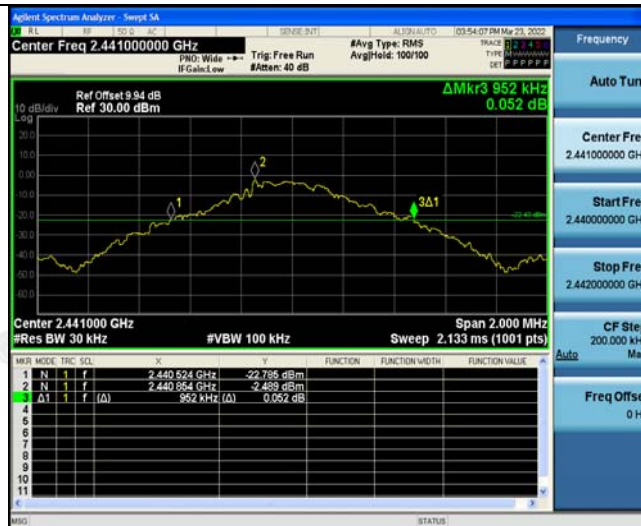 Agilent Spectrum Analyzer - Swept SA
RL RF 50 Ω AC SENSE:INT ALIGN AUTO 03:54:07 PM Mar 23, 2022
Center Freq 2.441000000 GHz
PNO: Wide
IFGain:Low
Trig: Free Run
#Atten: 40 dB
#Avg Type: RMS
Avg|Hold: 100/100
TRACE 1 2 3 4 5 6
TYPE
DET P P P P P P
Ref Offset 9.94 dB
Ref 30.00 dBm
ΔMkr3 952 kHz
0.052 dB
10 dB/div
Log
20.0
10.0
0.00
-10.0
-20.0
-30.0
-40.0
-50.0
-60.0
1
2
3Δ1
Center 2.441000 GHz
Span 2.000 MHz
#Res BW 30 kHz
#VBW 100 kHz
Sweep 2.133 ms (1001 pts)
MKR MODE TRC SCL X Y FUNCTION FUNCTION WIDTH FUNCTION VALUE
1 N 1 f 2.440 524 GHz -22.785 dBm
2 N 1 f 2.440 854 GHz -2.489 dBm
3 Δ1 1 f (Δ) 952 kHz (Δ) 0.052 dB
4
5
6
7
8
9
10
11
MSG
STATUS
Frequency
Auto Tun
Center Fre
2.441000000 GH
Start Fre
2.440000000 GH
Stop Fre
2.442000000 GH
CF Ste
200.000 kH
Auto Ma
Freq Offse
0 H